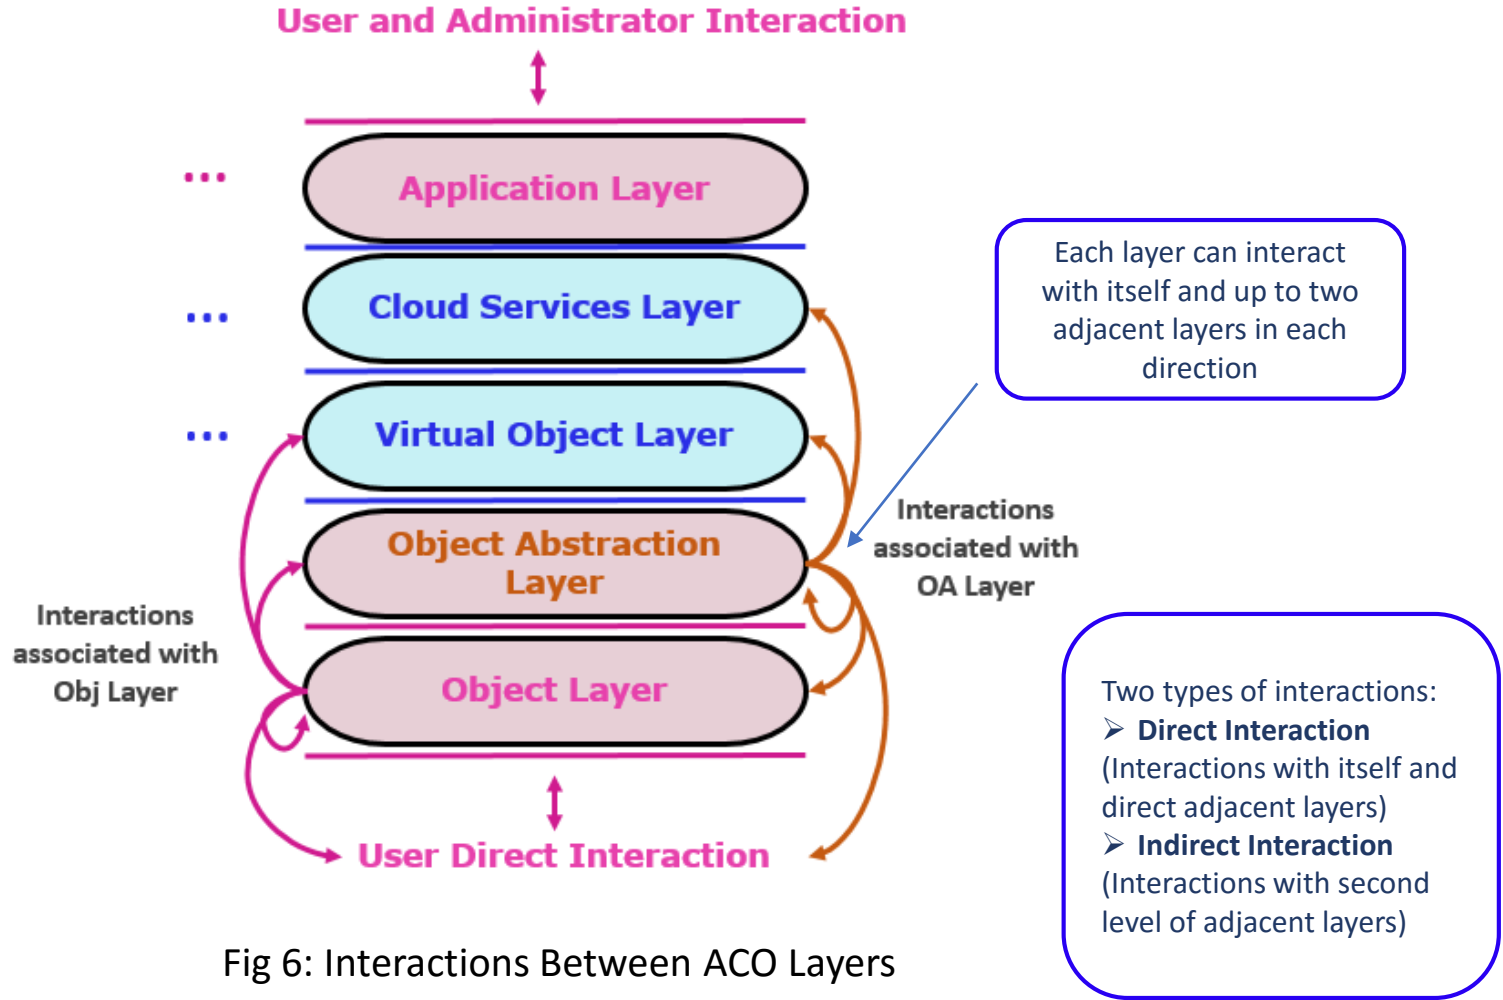 User and Administrator Interaction
...
Application Layer
...
Cloud Services Layer
...
Virtual Object Layer
Object Abstraction
Layer
Object Layer
User Direct Interaction
Interactions
associated with
Obj Layer
Interactions
associated with
OA Layer
Each layer can interact
with itself and up to two
adjacent layers in each
direction
Two types of interactions:
➢ Direct Interaction
(Interactions with itself and
direct adjacent layers)
➢ Indirect Interaction
(Interactions with second
level of adjacent layers)
Fig 6: Interactions Between ACO Layers